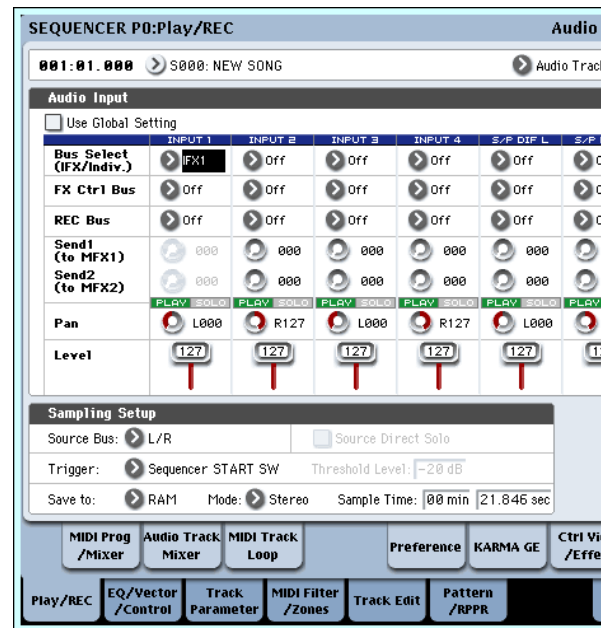 SEQUENCER P0:Play/REC Audio
001:01.000 S000: NEW SONG Audio Track
Audio Input
Use Global Setting
INPUT 1 INPUT 2 INPUT 3 INPUT 4 S/P DIF L S/P
Bus Select (IFX/Indiv.) IFX1 Off Off Off Off
FX Ctrl Bus Off Off Off Off Off
REC Bus Off Off Off Off Off
Send1 (to MFX1) 000 000 000 000 000
Send2 (to MFX2) 000 000 000 000 000
PLAY SOLO PLAY SOLO PLAY SOLO PLAY SOLO PLAY SOLO PLAY
Pan L000 R127 L000 R127 L000
Level 127 127 127 127 127
Sampling Setup
Source Bus: L/R Source Direct Solo
Trigger: Sequencer START SW Threshold Level: -20 dB
Save to: RAM Mode: Stereo Sample Time: 00 min 21.846 sec
MIDI Prog /Mixer Audio Track Mixer MIDI Track Loop Preference KARMA GE Ctrl Vi /Effe
Play/REC EQ/Vector /Control Track Parameter MIDI Filter /Zones Track Edit Pattern /RPPR